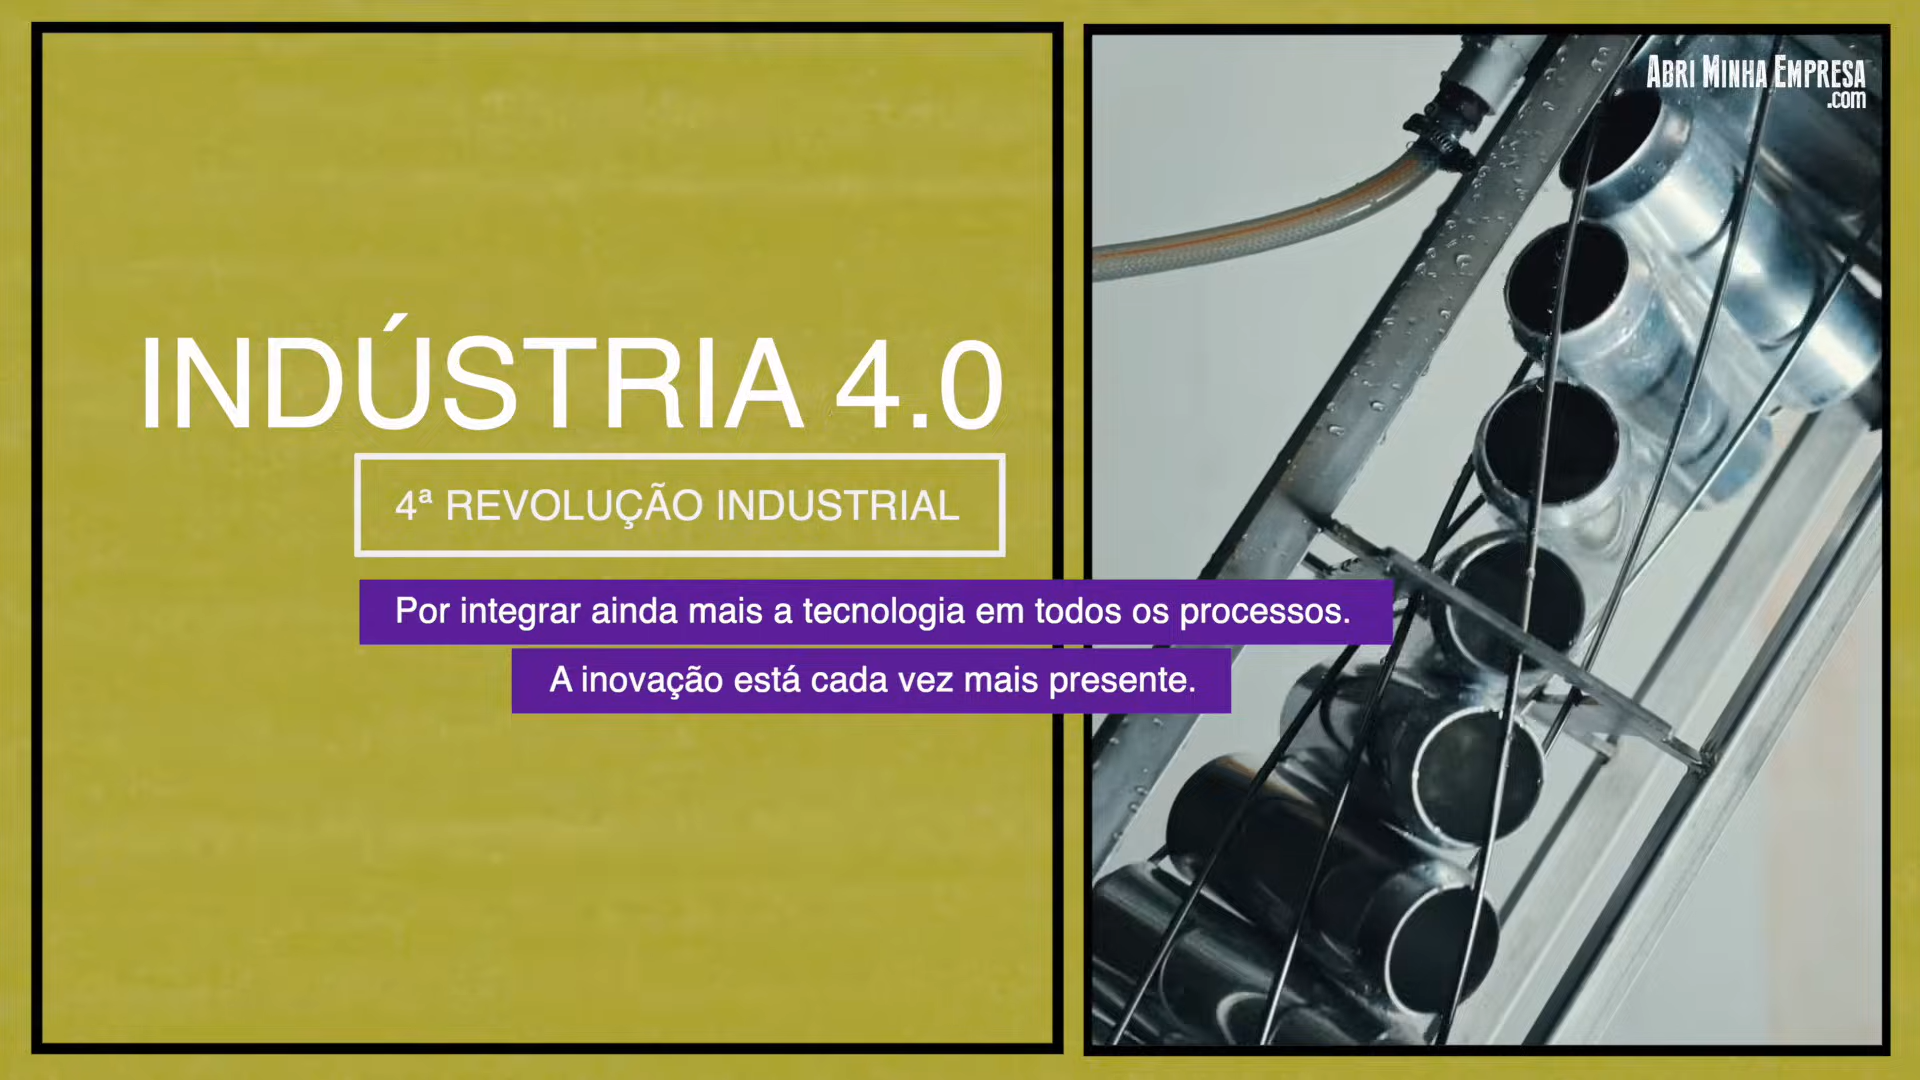 ABRI MINHA EMPRESA
.com
INDÚSTRIA 4.0
4ª REVOLUÇÃO INDUSTRIAL
Por integrar ainda mais a tecnologia em todos os processos.
A inovação está cada vez mais presente.